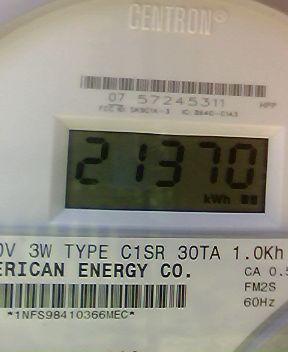 CENTRON®
07 57245311 HPP
21370
kWh
0V 3W TYPE C1SR 30TA 1.0Kh
ERICAN ENERGY CO. CA 0.5
FM2S
60Hz
*1NFS98410366MEC*